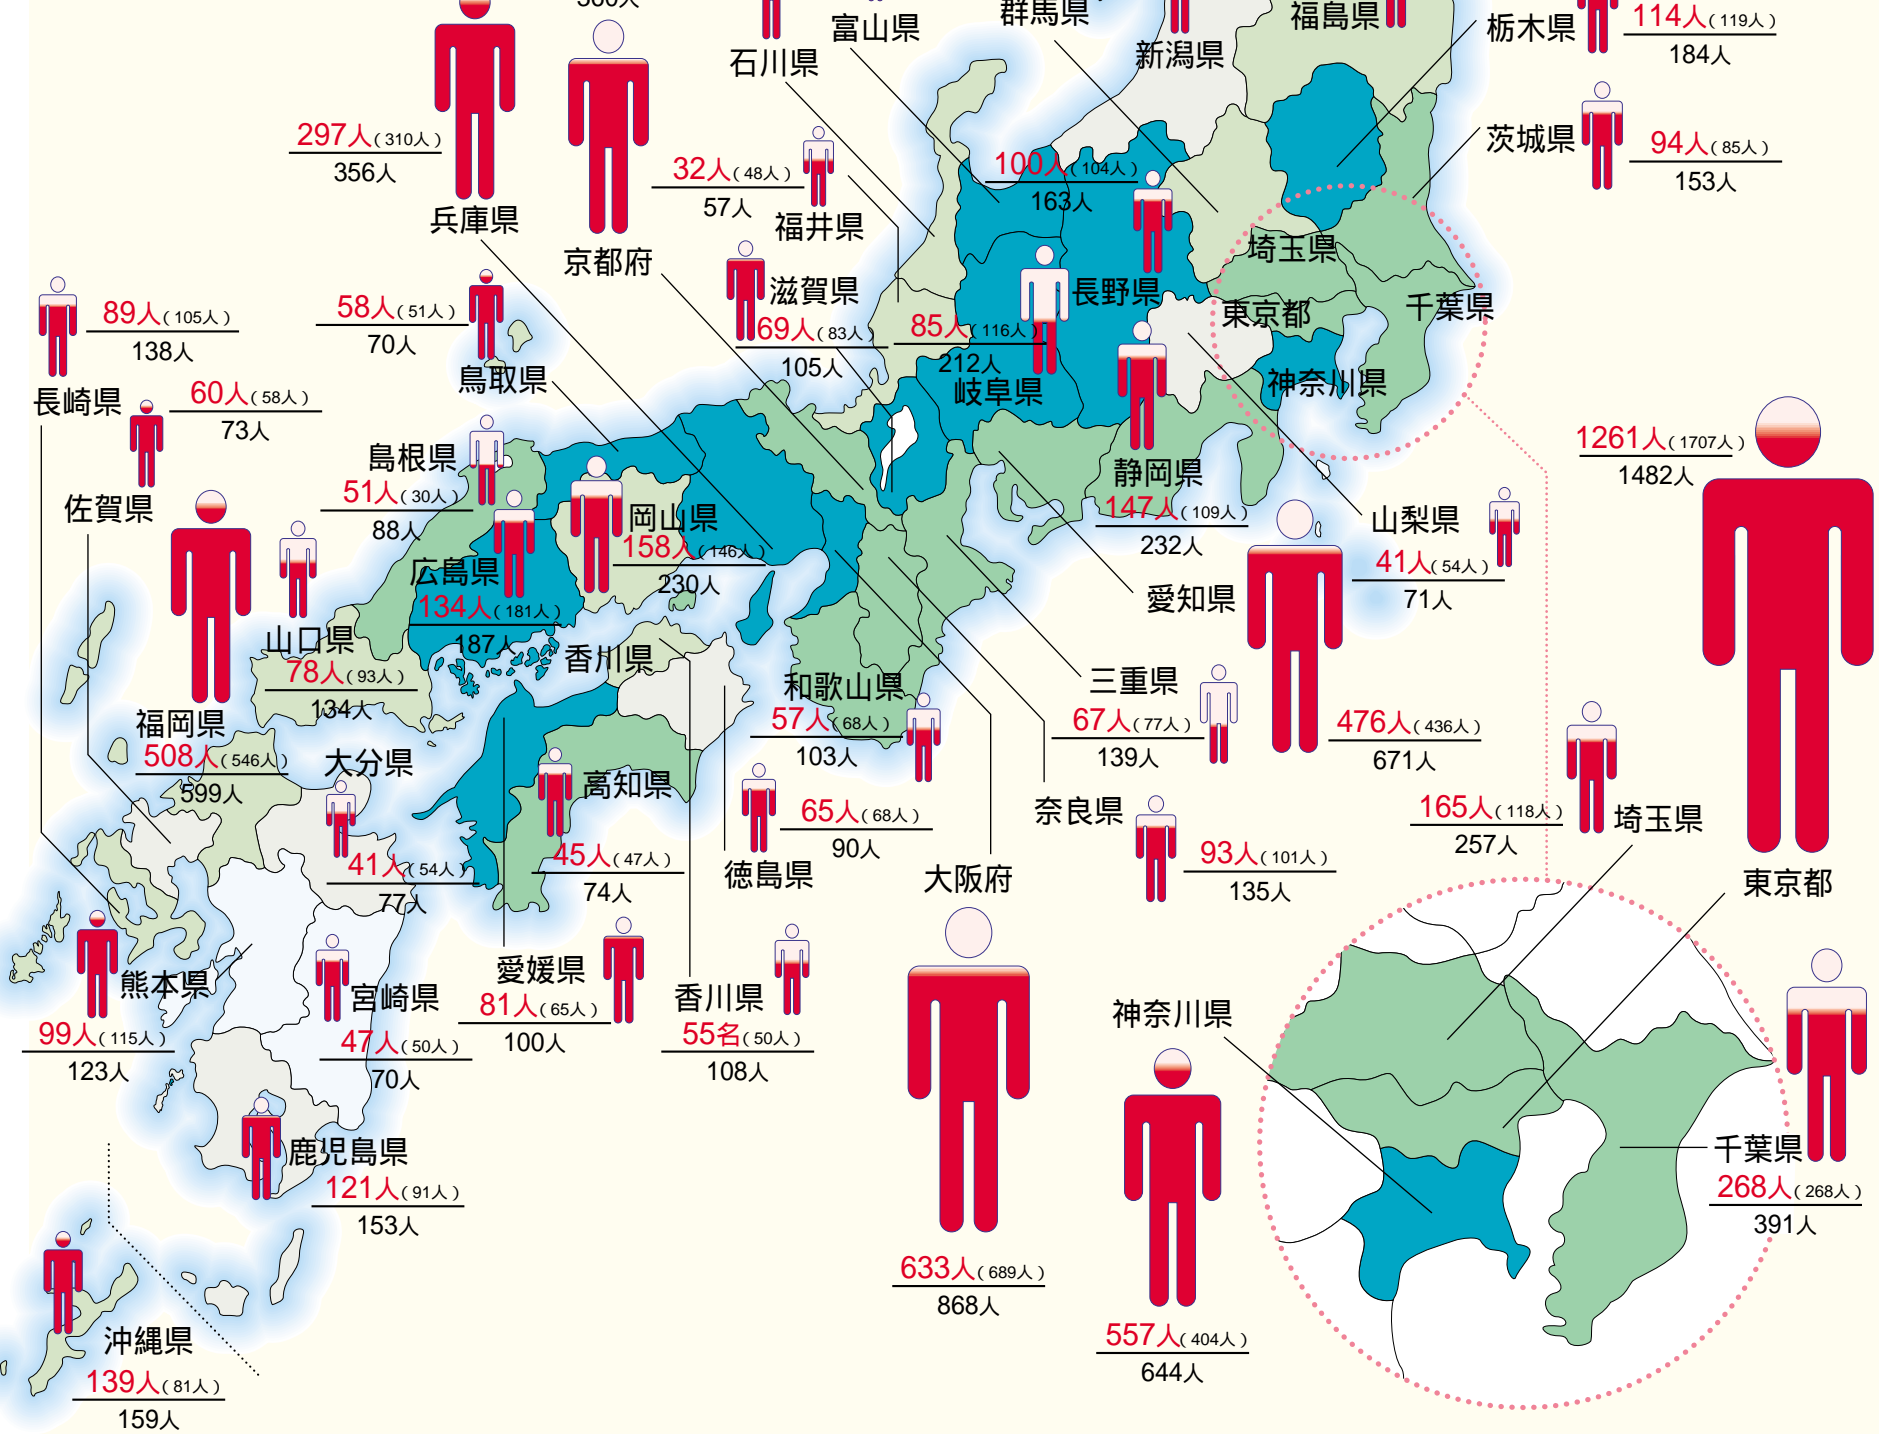 富山県
群馬県
福島県
栃木県
114人(119人)
184人
石川県
新潟県
茨城県
94人(85人)
153人
297人(310人)
356人
兵庫県
京都府
32人(48人)
57人
福井県
100人(104人)
163人
長野県
埼玉県
千葉県
東京都
神奈川県
滋賀県
69人(83人)
105人
85人(116人)
212人
岐阜県
89人(105人)
138人
長崎県
58人(51人)
70人
鳥取県
60人(58人)
73人
佐賀県
島根県
51人(30人)
88人
岡山県
158人(146人)
230人
広島県
134人(181人)
187人
静岡県
147人(109人)
232人
山梨県
41人(54人)
71人
1261人(1707人)
1482人
愛知県
476人(436人)
671人
山口県
78人(93人)
134人
香川県
和歌山県
57人(68人)
103人
三重県
67人(77人)
139人
福岡県
508人(546人)
599人
大分県
41人(54人)
77人
高知県
45人(47人)
74人
65人(68人)
90人
徳島県
大阪府
奈良県
93人(101人)
135人
165人(118人)
257人
埼玉県
東京都
熊本県
99人(115人)
123人
宮崎県
47人(50人)
70人
愛媛県
81人(65人)
100人
香川県
55名(50人)
108人
神奈川県
千葉県
268人(268人)
391人
鹿児島県
121人(91人)
153人
633人(689人)
868人
557人(404人)
644人
沖縄県
139人(81人)
159人